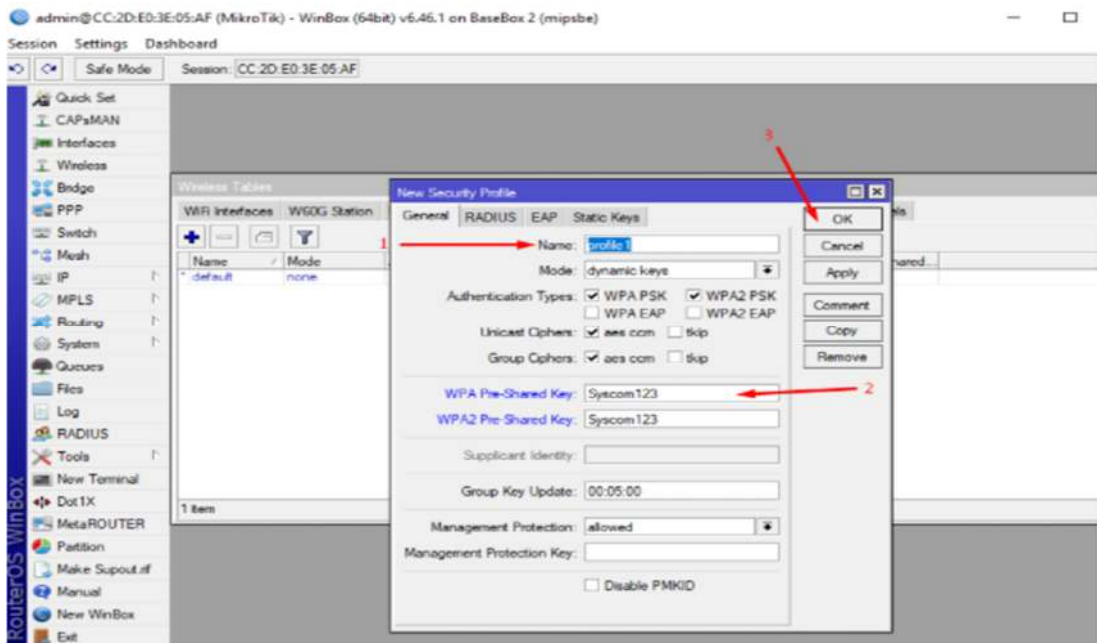 admin@CC:2D:E0:3E:05:AF (MikroTik) - WinBox (64bit) v6.46.1 on BaseBox 2 (mipsbe)
Session Settings Dashboard
Safe Mode Session: CC:2D:E0:3E:05:AF
Quick Set
CAPsMAN
Interfaces
Wireless
Bridge
PPP
Switch
Mesh
IP
MPLS
Routing
System
Queues
Files
Log
RADIUS
Tools
New Terminal
Dot1X
MetaROUTER
Partition
Make Supout.rif
Manual
New WinBox
Exit
RouterOS WinBox
Wireless Tables
WiFi Interfaces W60G Station
Name Mode
* default none
1 item
New Security Profile
General RADIUS EAP Static Keys
1
Name: profile1
Mode: dynamic keys
Authentication Types: WPA PSK WPA2 PSK
WPA EAP WPA2 EAP
Unicast Ciphers: aes ccm tkip
Group Ciphers: aes ccm tkip
WPA Pre-Shared Key: Syscom123
2
WPA2 Pre-Shared Key: Syscom123
Supplicant Identity:
Group Key Update: 00:05:00
Management Protection: allowed
Management Protection Key:
Disable PMKID
3
OK
Cancel
Apply
Comment
Copy
Remove